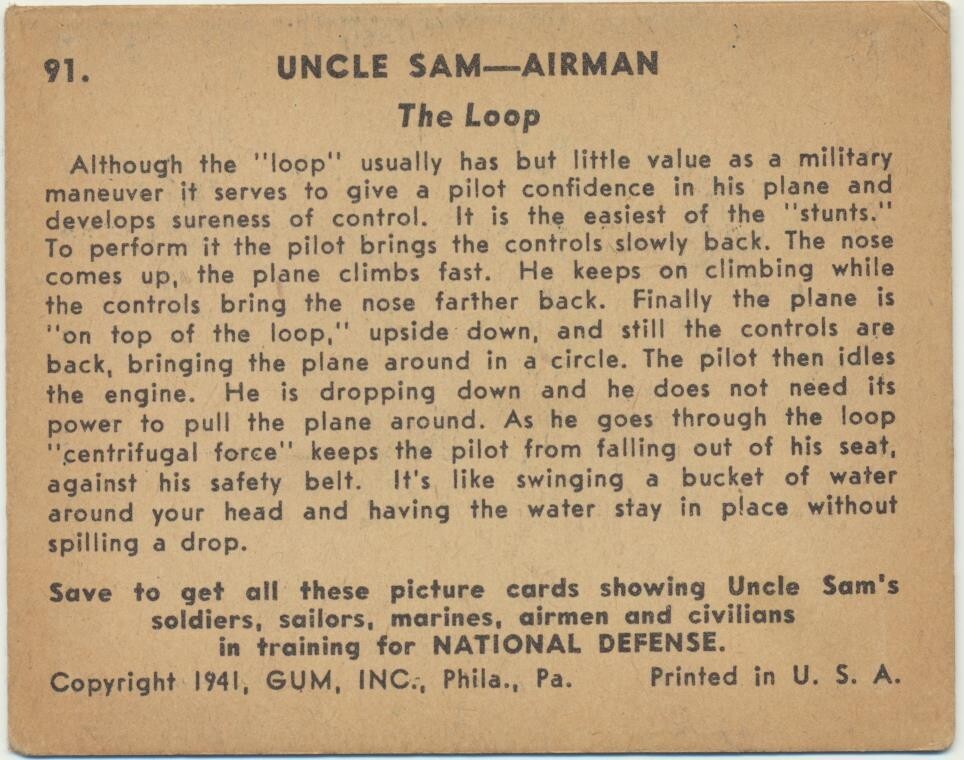 91. UNCLE SAM—AIRMAN
The Loop
Although the "loop" usually has but little value as a military
maneuver it serves to give a pilot confidence in his plane and
develops sureness of control. It is the easiest of the "stunts."
To perform it the pilot brings the controls slowly back. The nose
comes up, the plane climbs fast. He keeps on climbing while
the controls bring the nose farther back. Finally the plane is
"on top of the loop," upside down, and still the controls are
back, bringing the plane around in a circle. The pilot then idles
the engine. He is dropping down and he does not need its
power to pull the plane around. As he goes through the loop
"centrifugal force" keeps the pilot from falling out of his seat,
against his safety belt. It's like swinging a bucket of water
around your head and having the water stay in place without
spilling a drop.
Save to get all these picture cards showing Uncle Sam's
soldiers, sailors, marines, airmen and civilians
in training for NATIONAL DEFENSE.
Copyright 1941, GUM, INC., Phila., Pa. Printed in U. S. A.